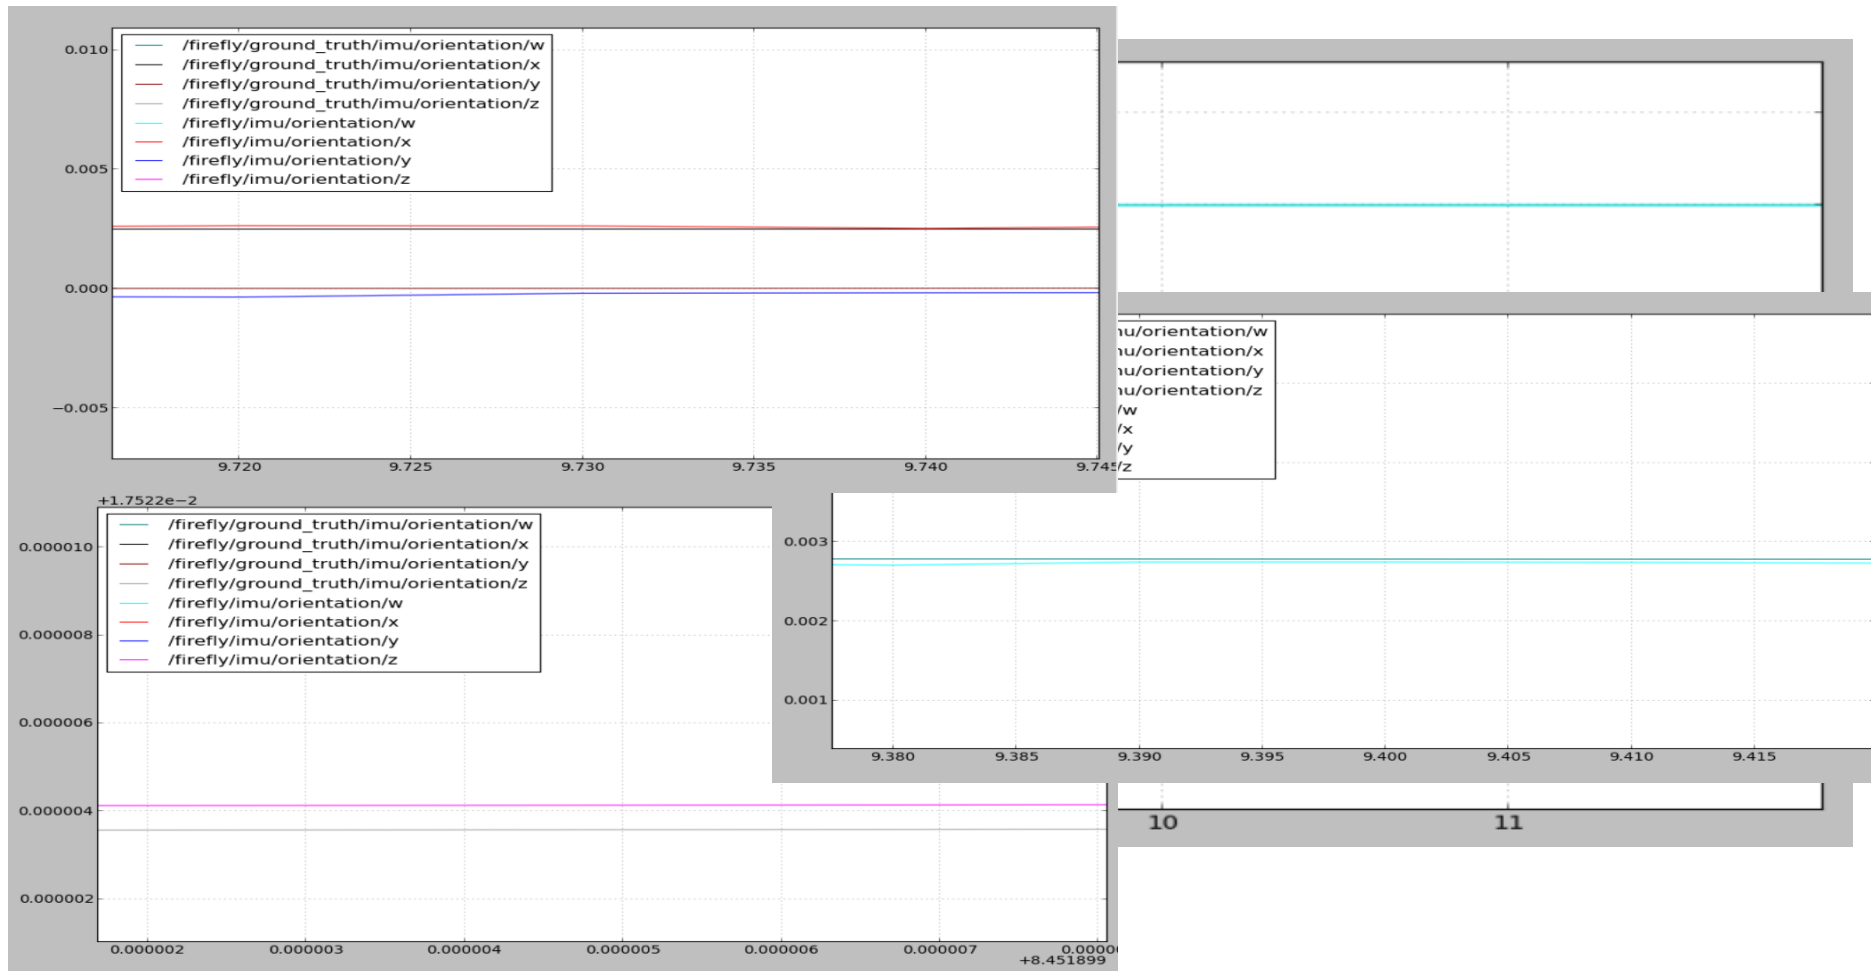 0.010
0.005
0.000
−0.005
/firefly/ground_truth/imu/orientation/w
/firefly/ground_truth/imu/orientation/x
/firefly/ground_truth/imu/orientation/y
/firefly/ground_truth/imu/orientation/z
/firefly/imu/orientation/w
/firefly/imu/orientation/x
/firefly/imu/orientation/y
/firefly/imu/orientation/z
9.720 9.725 9.730 9.735 9.740 9.745
/orientation/w
/orientation/x
/orientation/y
/orientation/z
/w
/x
/y
/z
0.003
0.002
0.001
9.380 9.385 9.390 9.395 9.400 9.405 9.410 9.415
10 11
+1.7522e−2
0.000010
0.000008
0.000006
0.000004
0.000002
/firefly/ground_truth/imu/orientation/w
/firefly/ground_truth/imu/orientation/x
/firefly/ground_truth/imu/orientation/y
/firefly/ground_truth/imu/orientation/z
/firefly/imu/orientation/w
/firefly/imu/orientation/x
/firefly/imu/orientation/y
/firefly/imu/orientation/z
0.000002 0.000003 0.000004 0.000005 0.000006 0.000007
+8.451899